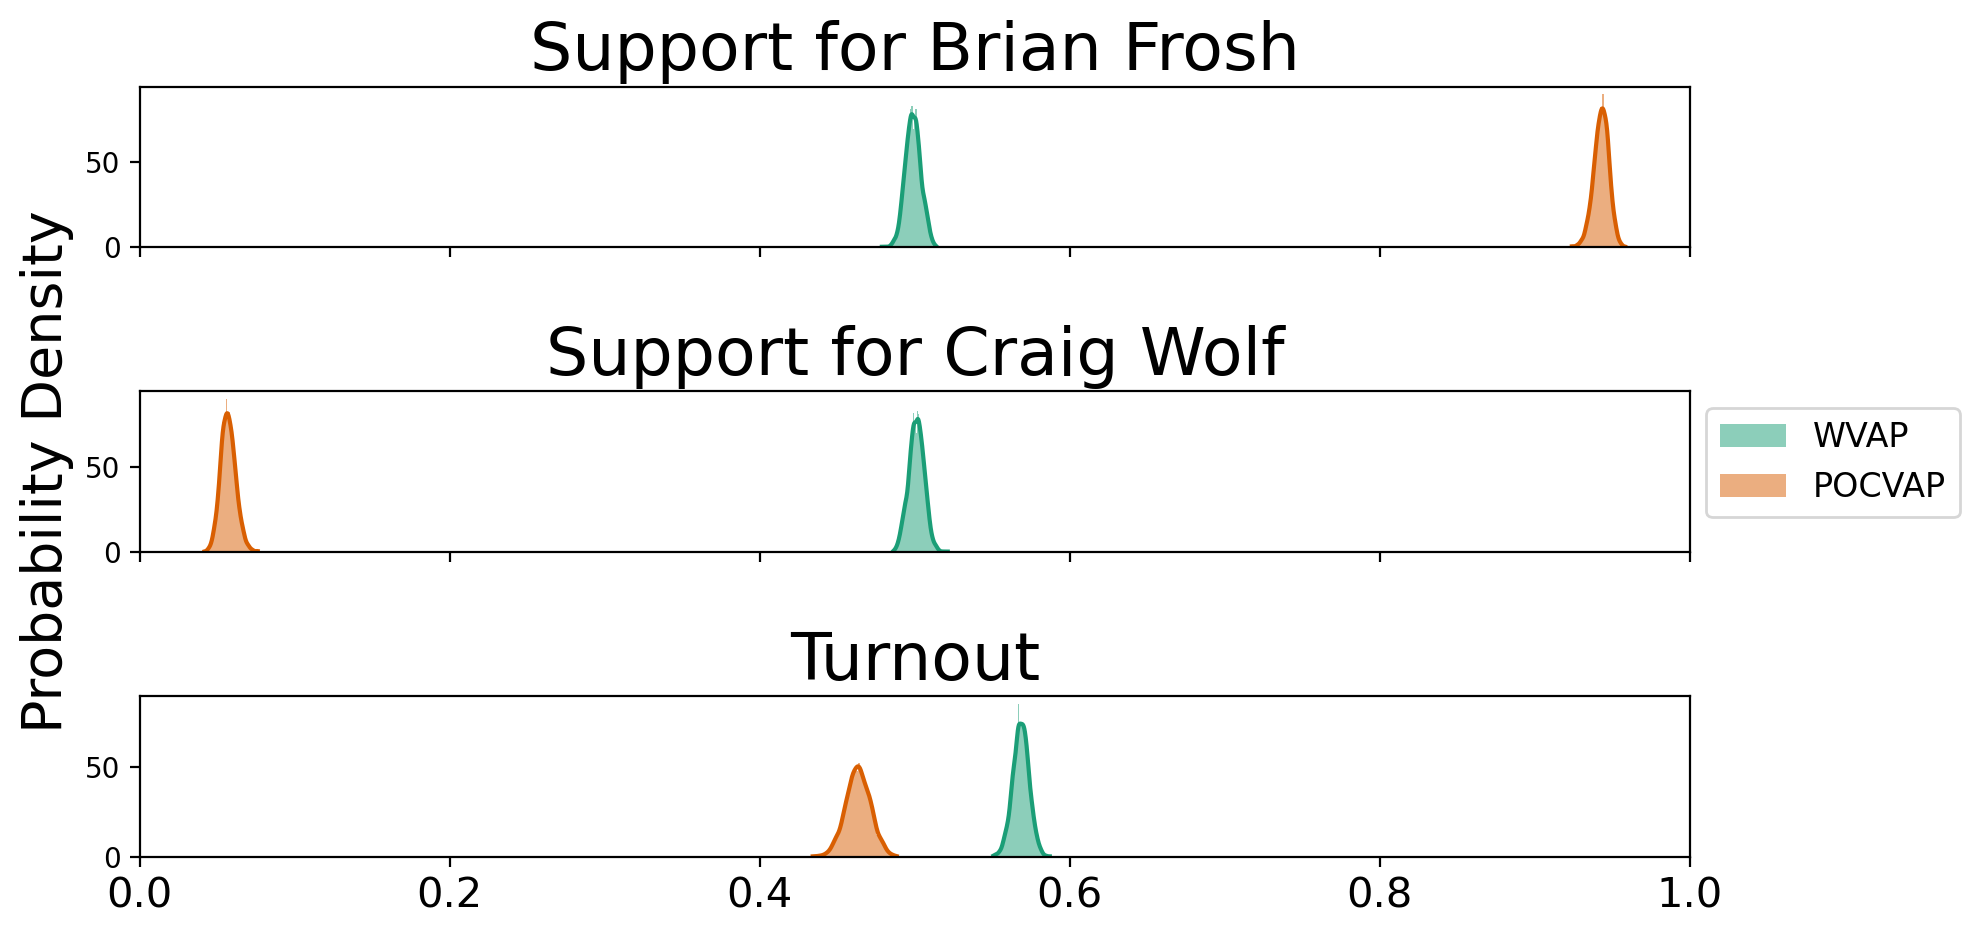 Support for Brian Frosh
50
0
Support for Craig Wolf
50
0
Turnout
50
0
0.0 0.2 0.4 0.6 0.8 1.0
Probability Density
WVAP
POCVAP